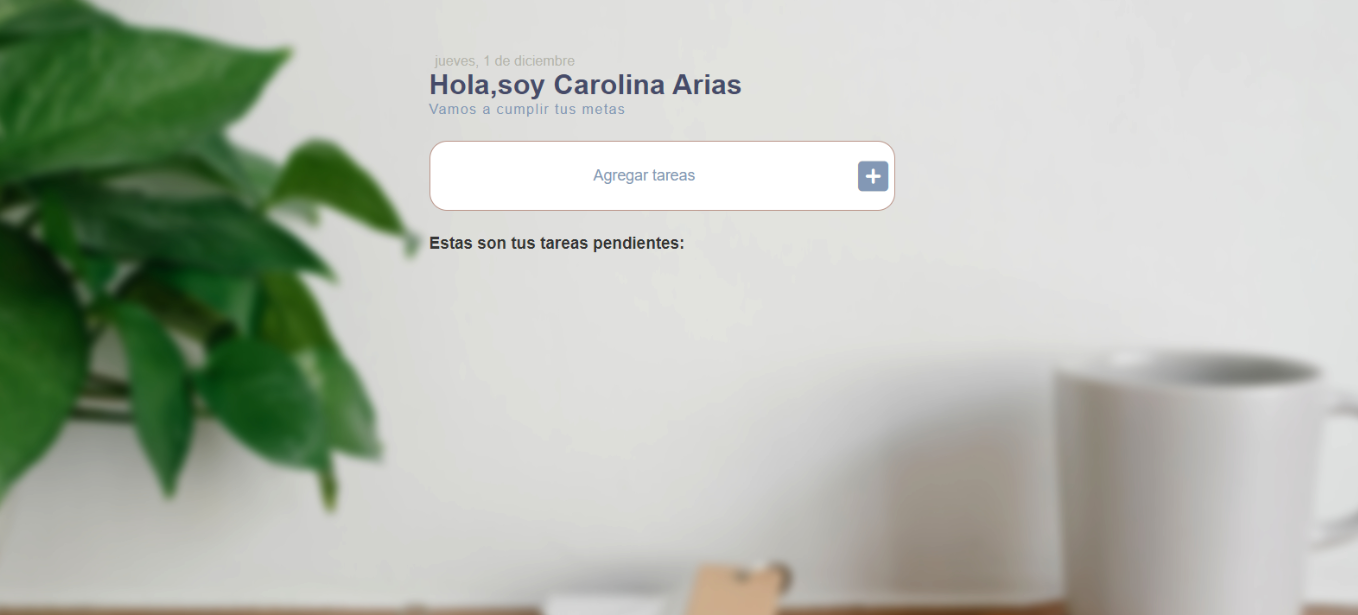 jueves, 1 de diciembre
Hola,soy Carolina Arias
Vamos a cumplir tus metas
Agregar tareas
Estas son tus tareas pendientes: